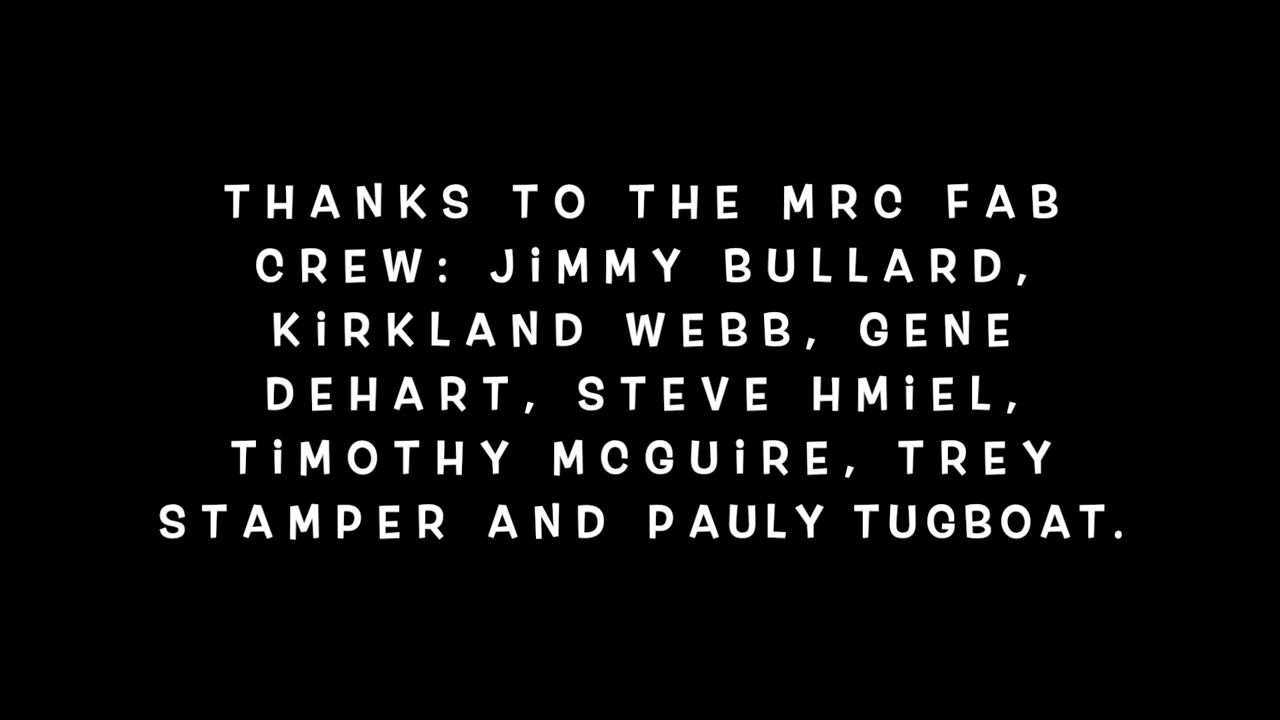 THANKS TO THE MRC FAB
CREW: JiMMY BULLARD,
KiRKLAND WEBB, GENE
DEHART, STEVE HMiEL,
TiMOTHY MCGUiRE, TREY
STAMPER AND PAULY TUGBOAT.